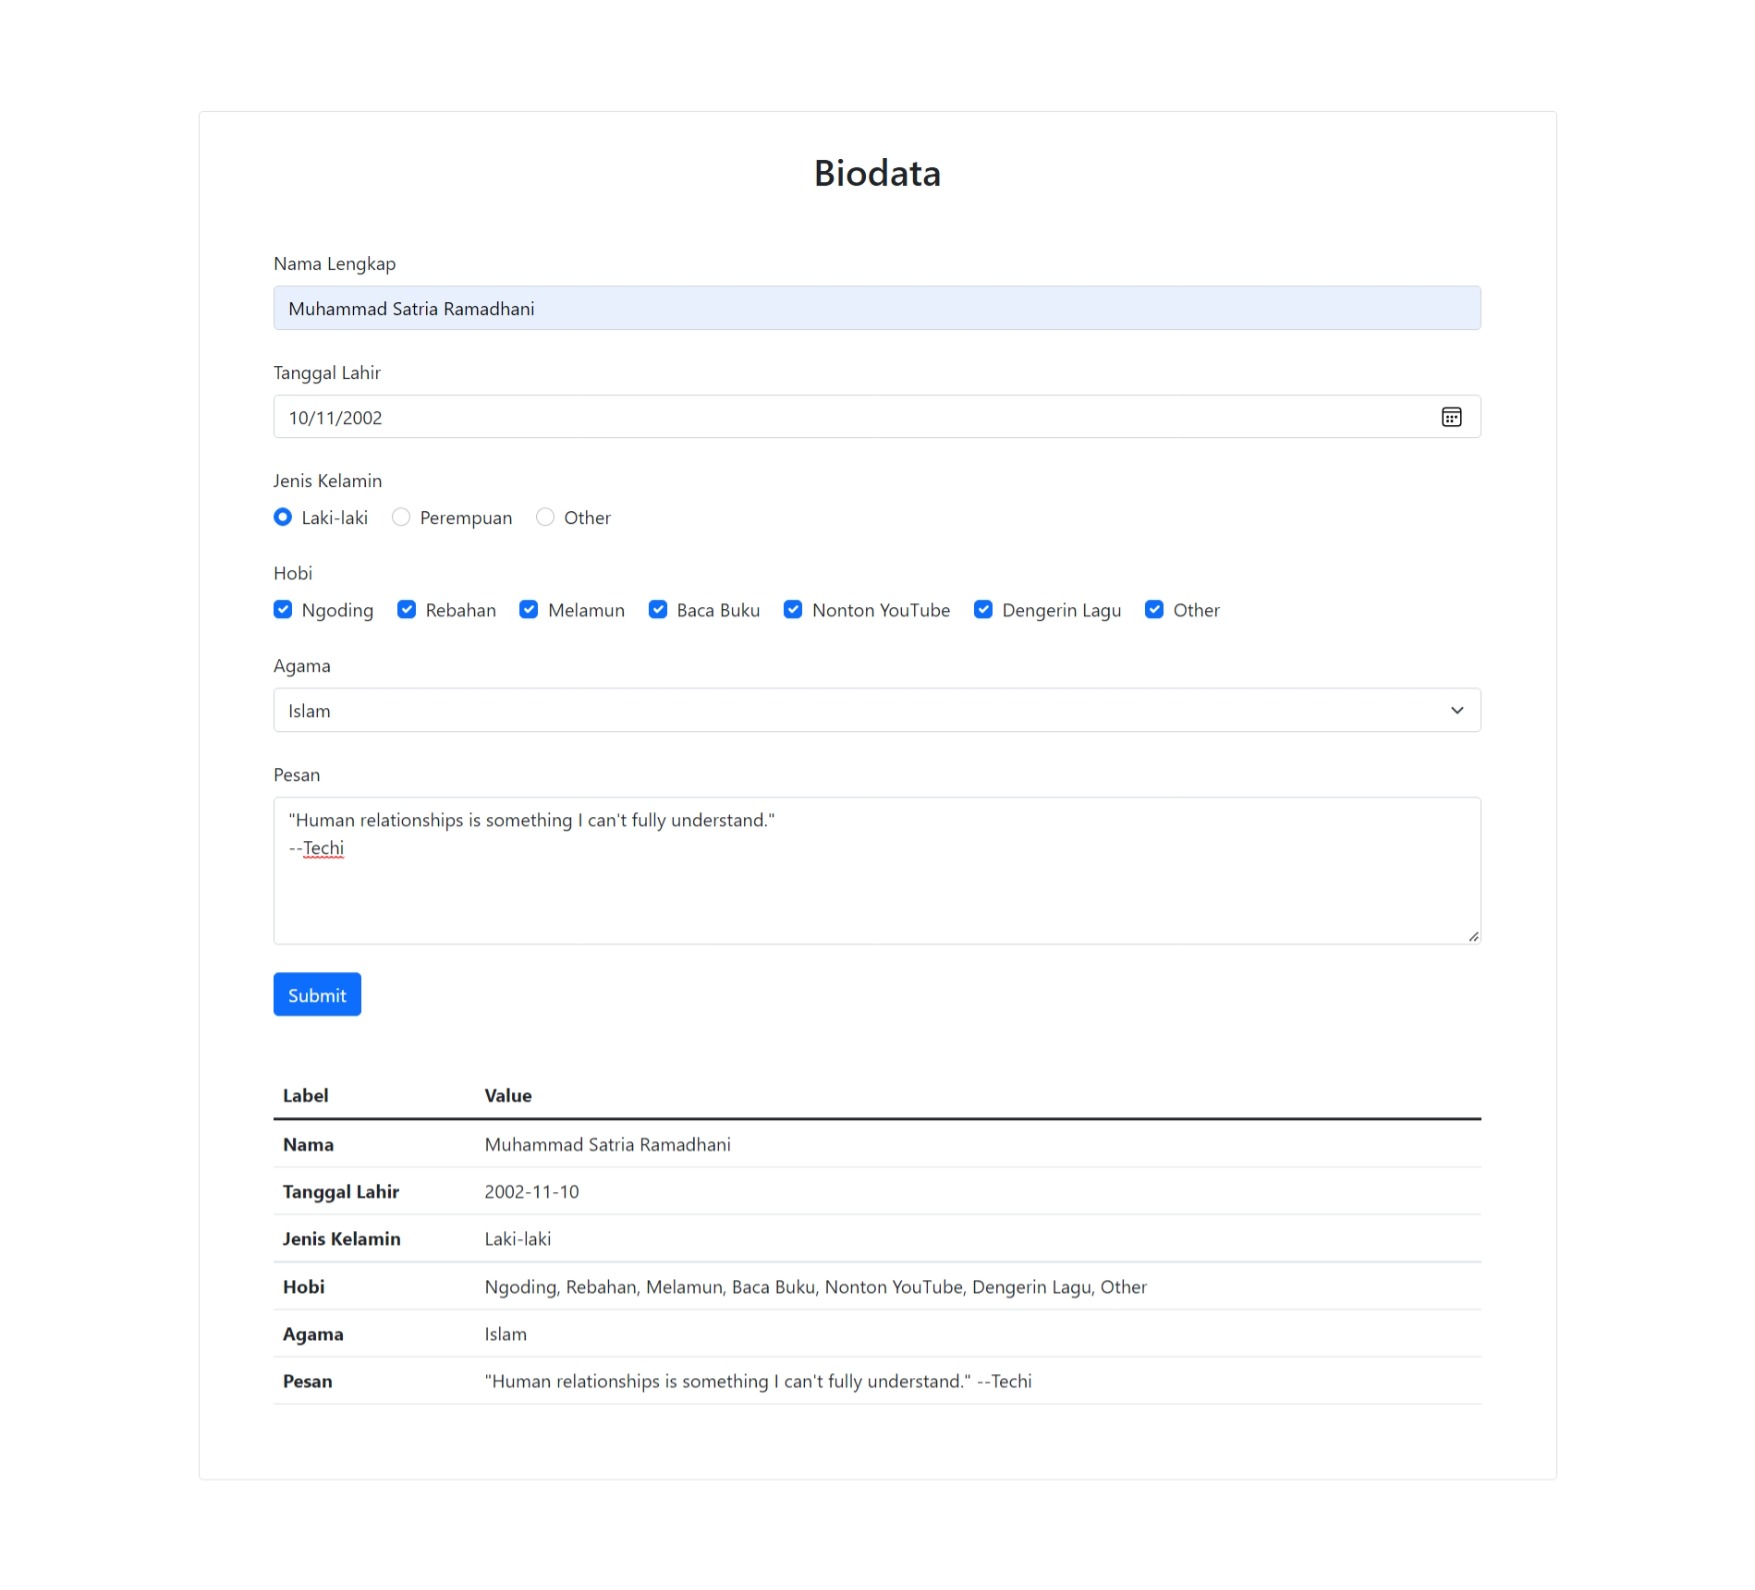 Biodata
Nama Lengkap
Muhammad Satria Ramadhani
Tanggal Lahir
10/11/2002
Jenis Kelamin
Laki-laki Perempuan Other
Hobi
Ngoding Rebahan Melamun Baca Buku Nonton YouTube Dengerin Lagu Other
Agama
Islam
Pesan
"Human relationships is something I can't fully understand."
--Techi
Submit
Label Value
Nama Muhammad Satria Ramadhani
Tanggal Lahir 2002-11-10
Jenis Kelamin Laki-laki
Hobi Ngoding, Rebahan, Melamun, Baca Buku, Nonton YouTube, Dengerin Lagu, Other
Agama Islam
Pesan "Human relationships is something I can't fully understand." --Techi